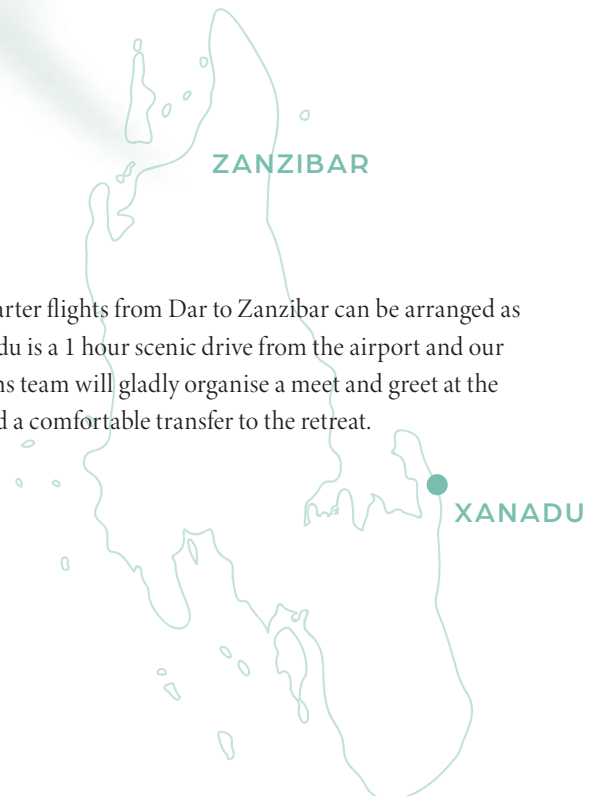 ZANZIBAR
arter flights from Dar to Zanzibar can be arranged as
du is a 1 hour scenic drive from the airport and our
ns team will gladly organise a meet and greet at the
d a comfortable transfer to the retreat.
XANADU